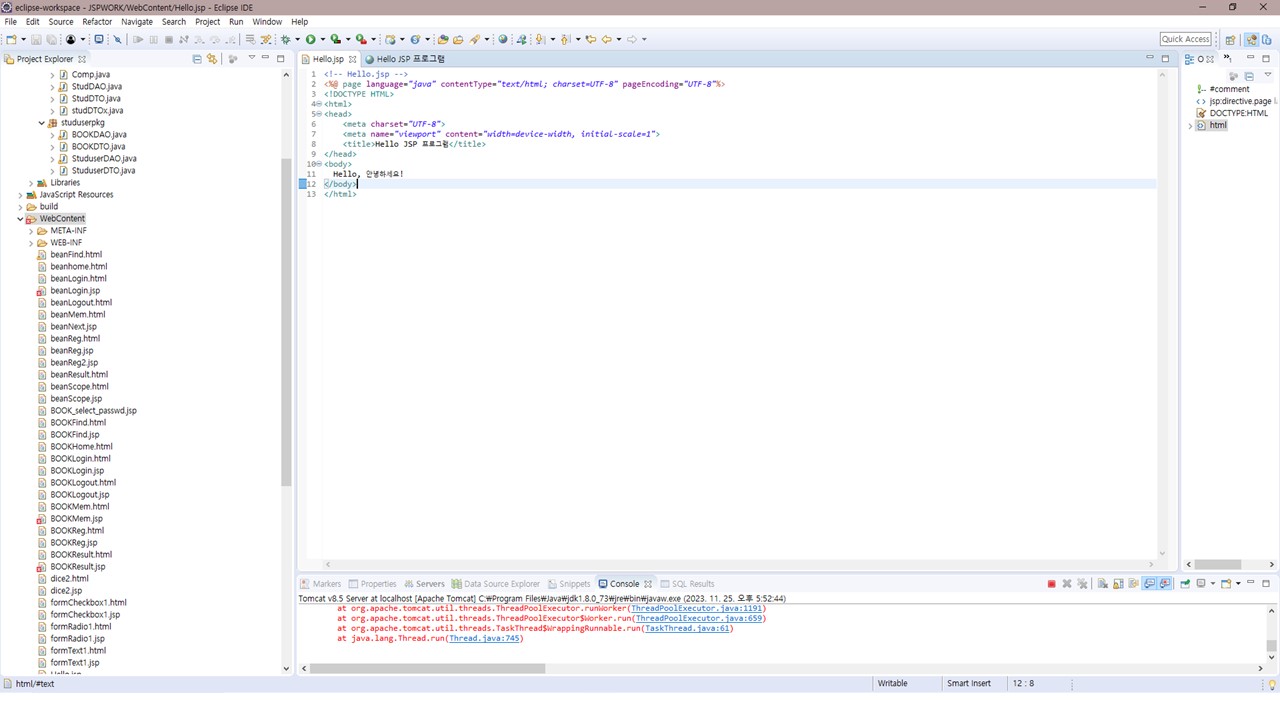 eclipse-workspace - JSPWORK/WebContent/Hello.jsp - Eclipse IDE
File Edit Source Refactor Navigate Search Project Run Window Help
Quick Access
Project Explorer
Comp.java
StudDAO.java
StudDTO.java
studDTOx.java
studuserpkg
BOOKDAO.java
BOOKDTO.java
StuduserDAO.java
StuduserDTO.java
Libraries
JavaScript Resources
build
WebContent
META-INF
WEB-INF
beanFind.html
beanhome.html
beanLogin.html
beanLogin.jsp
beanLogout.html
beanMem.html
beanNext.jsp
beanReg.html
beanReg.jsp
beanReg2.jsp
beanResult.html
beanScope.html
beanScope.jsp
BOOK_select_passwd.jsp
BOOKFind.html
BOOKFind.jsp
BOOKHome.html
BOOKLogin.html
BOOKLogin.jsp
BOOKLogout.html
BOOKLogout.jsp
BOOKMem.html
BOOKMem.jsp
BOOKReg.html
BOOKReg.jsp
BOOKResult.html
BOOKResult.jsp
dice2.html
dice2.jsp
formCheckbox1.html
formCheckbox1.jsp
formRadio1.html
formRadio1.jsp
formText1.html
formText1.jsp
Hello.jsp
Hello.jsp Hello JSP 프로그램
1 <!-- Hello.jsp -->
2 <%@ page language="java" contentType="text/html; charset=UTF-8" pageEncoding="UTF-8"%>
3 <!DOCTYPE HTML>
4 <html>
5 <head>
6 <meta charset="UTF-8">
7 <meta name="viewport" content="width=device-width, initial-scale=1">
8 <title>Hello JSP 프로그램</title>
9 </head>
10 <body>
11 Hello, 안녕하세요!
12 </body>
13 </html>
#comment
jsp:directive.page l
DOCTYPE:HTML
html
Markers Properties Servers Data Source Explorer Snippets Console SQL Results
Tomcat v8.5 Server at localhost [Apache Tomcat] C:₩Program Files₩Java₩jdk1.8.0_73₩jre₩bin₩javaw.exe (2023. 11. 25. 오후 5:52:44)
at org.apache.tomcat.util.threads.ThreadPoolExecutor.runWorker(ThreadPoolExecutor.java:1191)
at org.apache.tomcat.util.threads.ThreadPoolExecutor$Worker.run(ThreadPoolExecutor.java:659)
at org.apache.tomcat.util.threads.TaskThread$WrappingRunnable.run(TaskThread.java:61)
at java.lang.Thread.run(Thread.java:745)
html/#text Writable Smart Insert 12 : 8